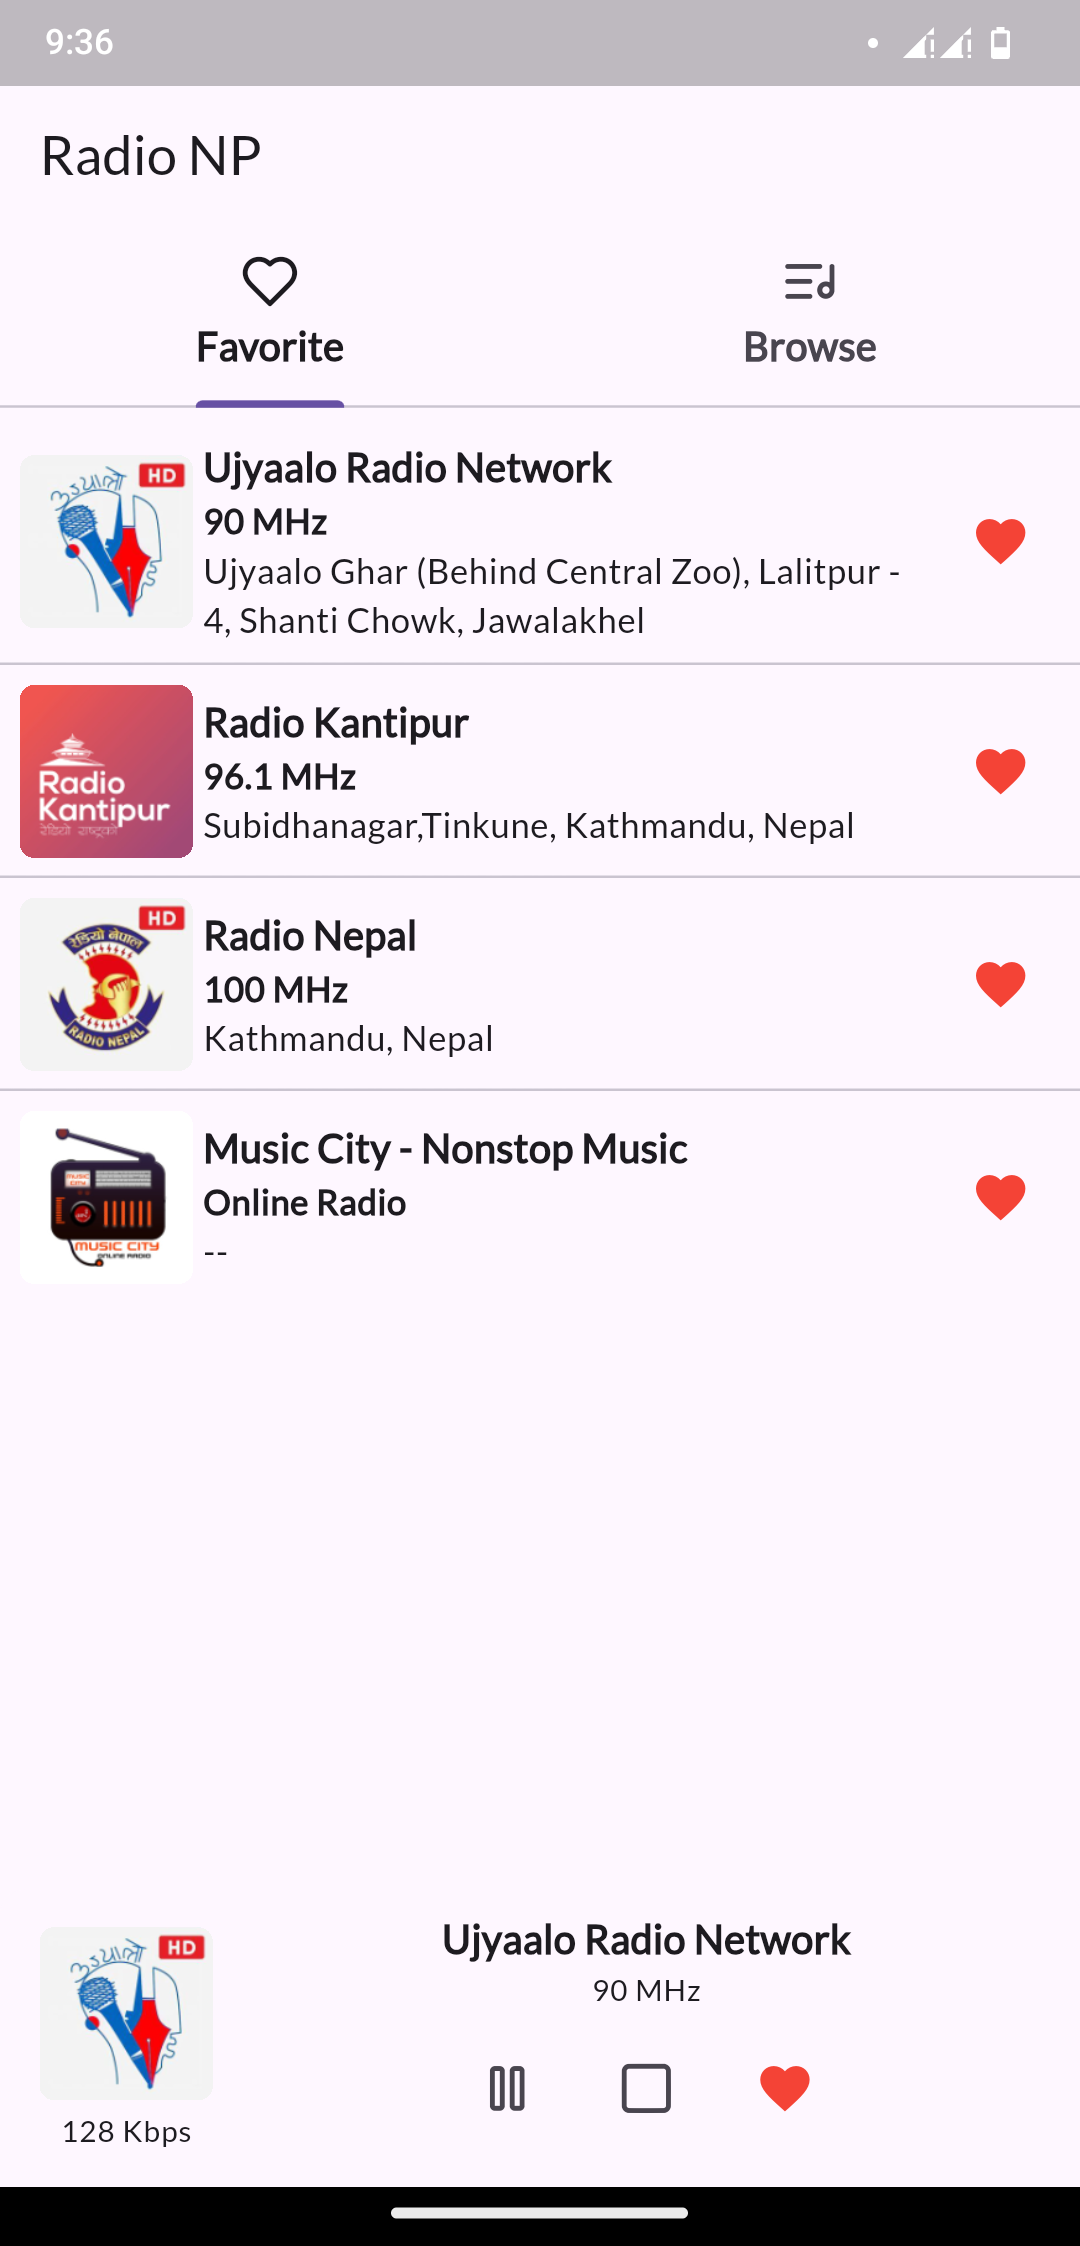 9:36
Radio NP
Favorite
Browse
उज्यालो
HD
Ujyaalo Radio Network
90 MHz
Ujyaalo Ghar (Behind Central Zoo), Lalitpur -
4, Shanti Chowk, Jawalakhel
Radio
Kantipur
रेडियो राष्ट्रको
Radio Kantipur
96.1 MHz
Subidhanagar,Tinkune, Kathmandu, Nepal
HD
रेडियो नेपाल
RADIO NEPAL
Radio Nepal
100 MHz
Kathmandu, Nepal
MUSIC CITY
MUSIC CITY
ONLINE RADIO
Music City - Nonstop Music
Online Radio
--
उज्यालो
HD
128 Kbps
Ujyaalo Radio Network
90 MHz